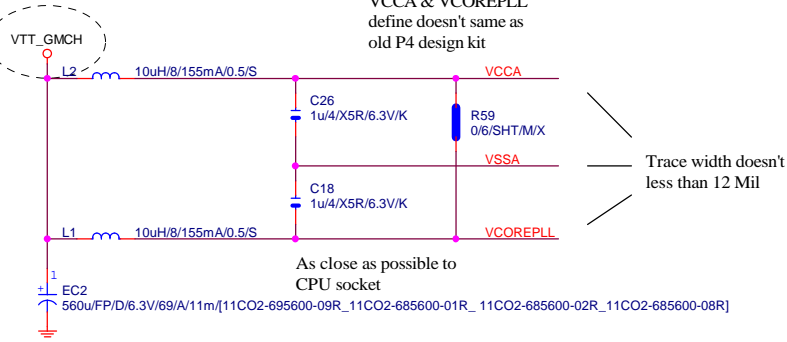 VCCA & VCOREPLL
define doesn't same as
old P4 design kit
VTT_GMCH
L2
10uH/8/155mA/0.5/S
VCCA
C26
1u/4/X5R/6.3V/K
R59
0/6/SHT/M/X
VSSA
Trace width doesn't
less than 12 Mil
C18
1u/4/X5R/6.3V/K
L1
10uH/8/155mA/0.5/S
VCOREPLL
As close as possible to
CPU socket
1
+
EC2
560u/FP/D/6.3V/69/A/11m/[11CO2-695600-09R_11CO2-685600-01R_ 11CO2-685600-02R_11CO2-685600-08R]